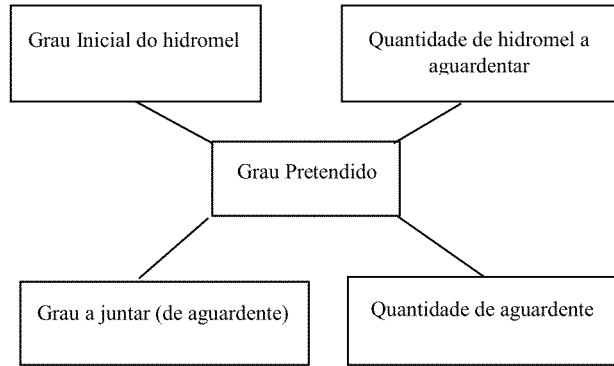 Grau Inicial do hidromel
Quantidade de hidromel a
aguardentar
Grau Pretendido
Grau a juntar (de aguardente)
Quantidade de aguardente